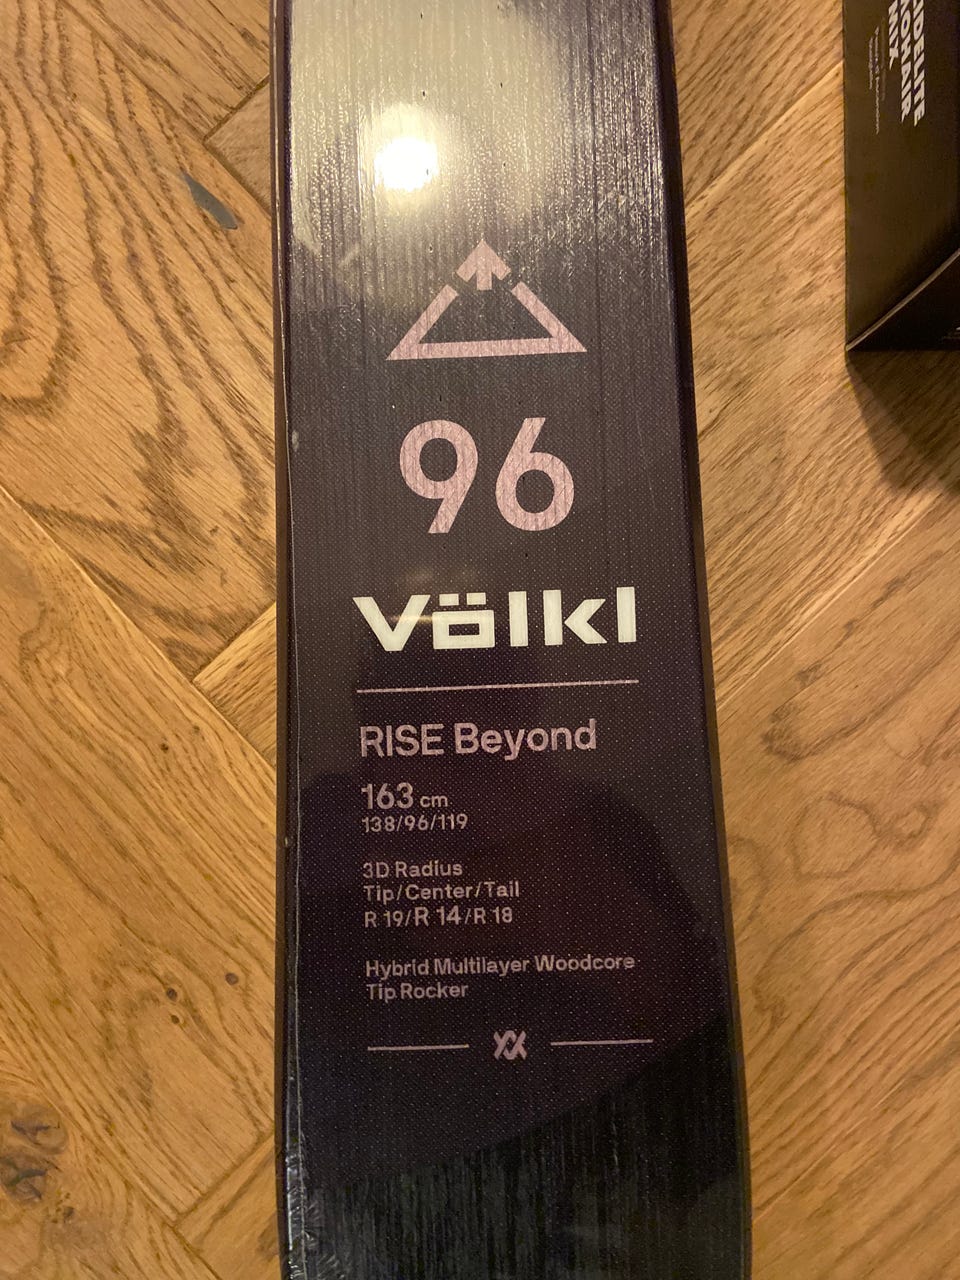 96
völkl
RISE Beyond
163 cm
138/96/119
3D Radius
Tip/Center/Tail
R 19/R 14/R 18
Hybrid Multilayer Woodcore
Tip Rocker
MIX